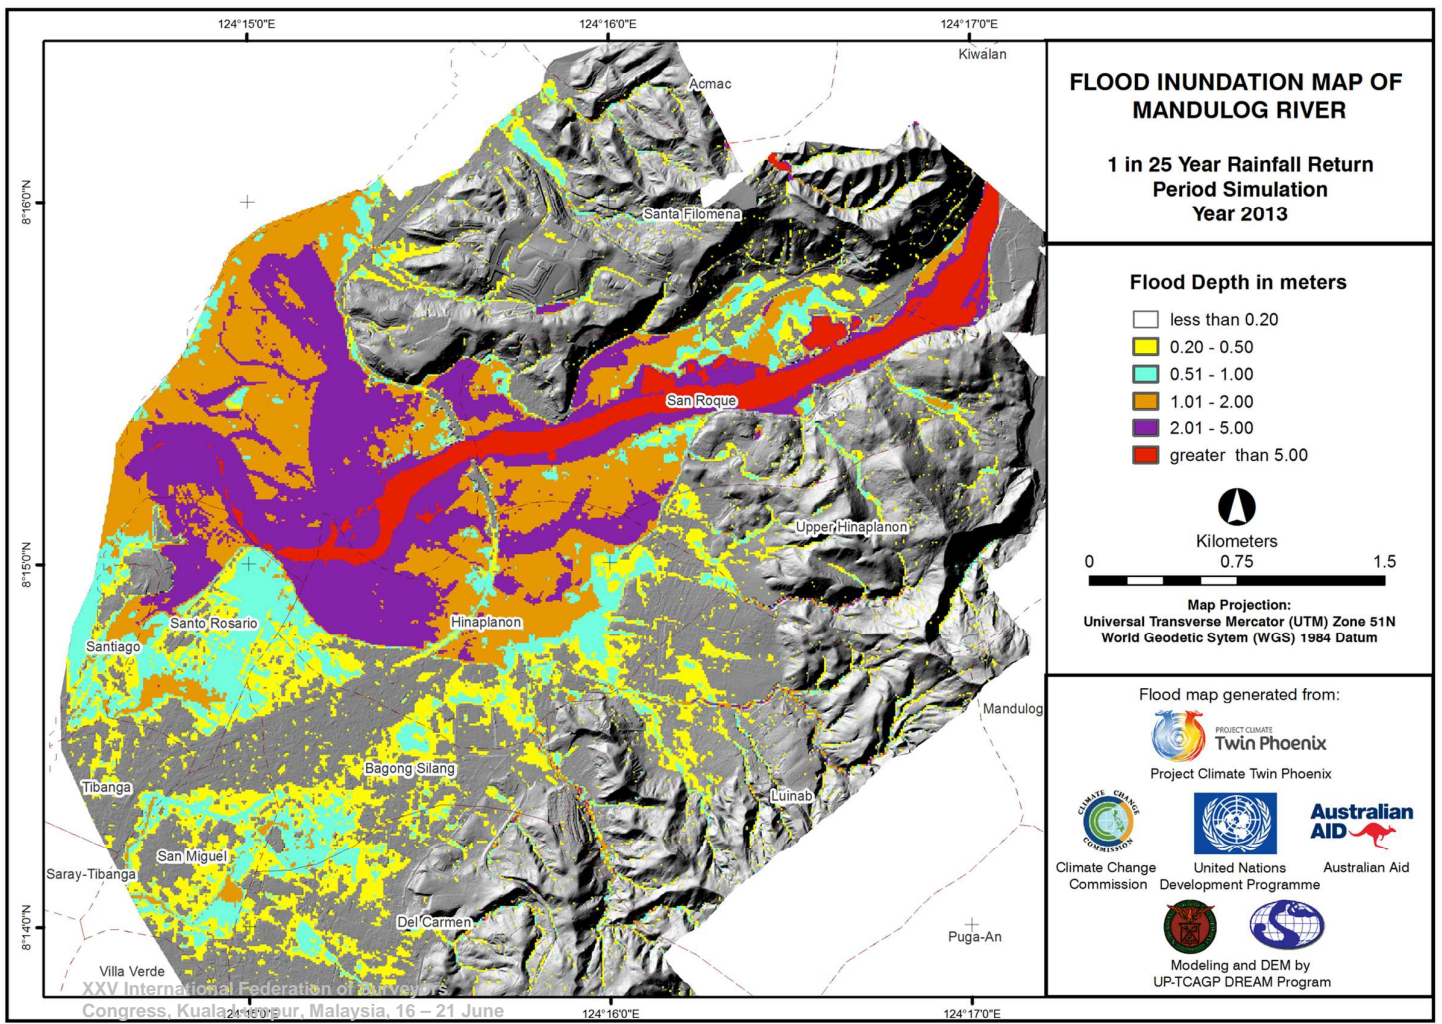 124°15'0"E
124°16'0"E
124°17'0"E
Kiwalan
Acmac
8°16'0"N
Santa Filomena
San Roque
Upper Hinaplanon
8°15'0"N
Hinaplanon
Santo Rosario
Santiago
Mandulog
Bagong Silang
Tibanga
Luinab
San Miguel
Saray-Tibanga
Del Carmen
8°14'0"N
Puga-An
Villa Verde
XXV International Federation of Surveyors
Congress, Kuala Lumpur, Malaysia, 16 – 21 June
124°15'0"E
124°16'0"E
124°17'0"E
FLOOD INUNDATION MAP OF
MANDULOG RIVER
1 in 25 Year Rainfall Return
Period Simulation
Year 2013
Flood Depth in meters
less than 0.20
0.20 - 0.50
0.51 - 1.00
1.01 - 2.00
2.01 - 5.00
greater than 5.00
Kilometers
0 0.75 1.5
Map Projection:
Universal Transverse Mercator (UTM) Zone 51N
World Geodetic Sytem (WGS) 1984 Datum
Flood map generated from:
PROJECT CLIMATE
Twin Phoenix
Project Climate Twin Phoenix
CLIMATE CHANGE
COMMISSION
Australian
AID
Climate Change
Commission
United Nations
Development Programme
Australian Aid
Modeling and DEM by
UP-TCAGP DREAM Program